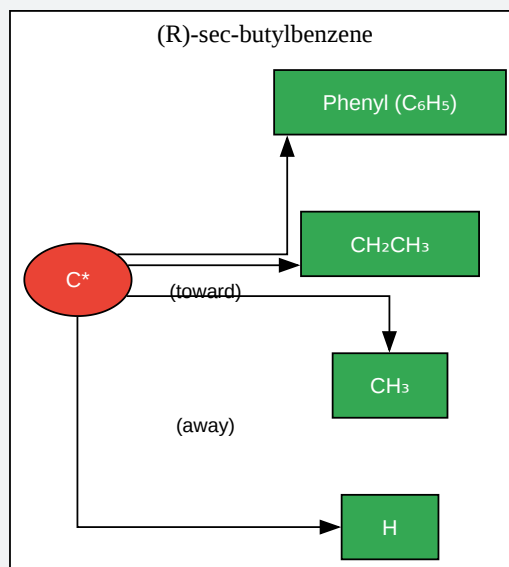 (R)-sec-butylbenzene
Phenyl (C₆H₅)
CH₂CH₃
C*
(toward)
CH₃
(away)
H